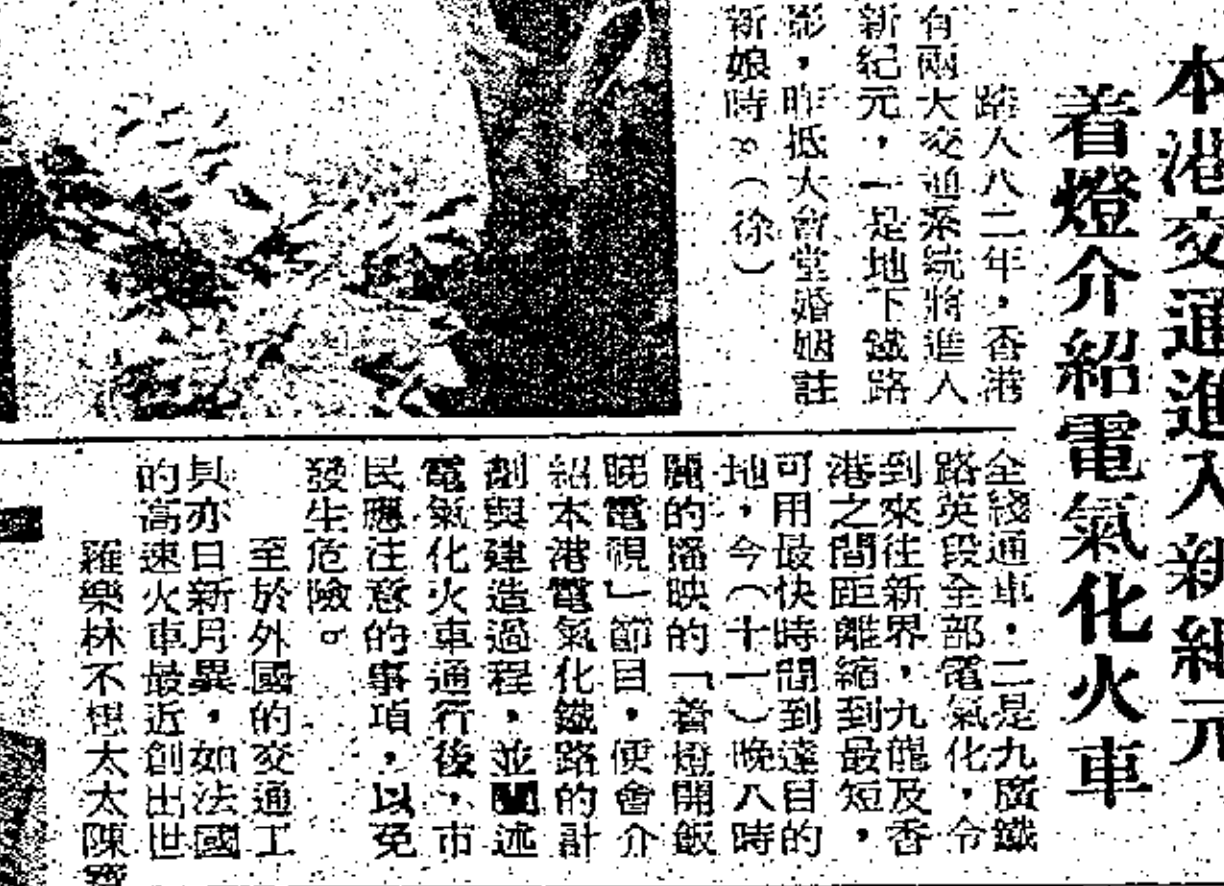 本港交通進入新紀元
着燈介紹電氣化火車
踏入八二年，香港
有兩大交通系統將進入
新紀元，一是地下鐵路
全綫通車，二是九廣鐵
路英段全部電氣化，令
到來往新界，九龍及香
港之間距離縮到最短，
可用最快時間到達目的
地，今（十一）晚八時
麗的播映的「着燈開飯
睇電視」節目，便會介
紹本港電氣化鐵路的計
劃與建造過程，並闡述
電氣化火車通行後，市
民應注意的事項，以免
發生危險。
至於外國的交通工
具亦日新月異，如法國
的高速火車最近創出世
影，昨抵大會堂婚姻註
新娘時。（徐）
羅樂林不想太太陳